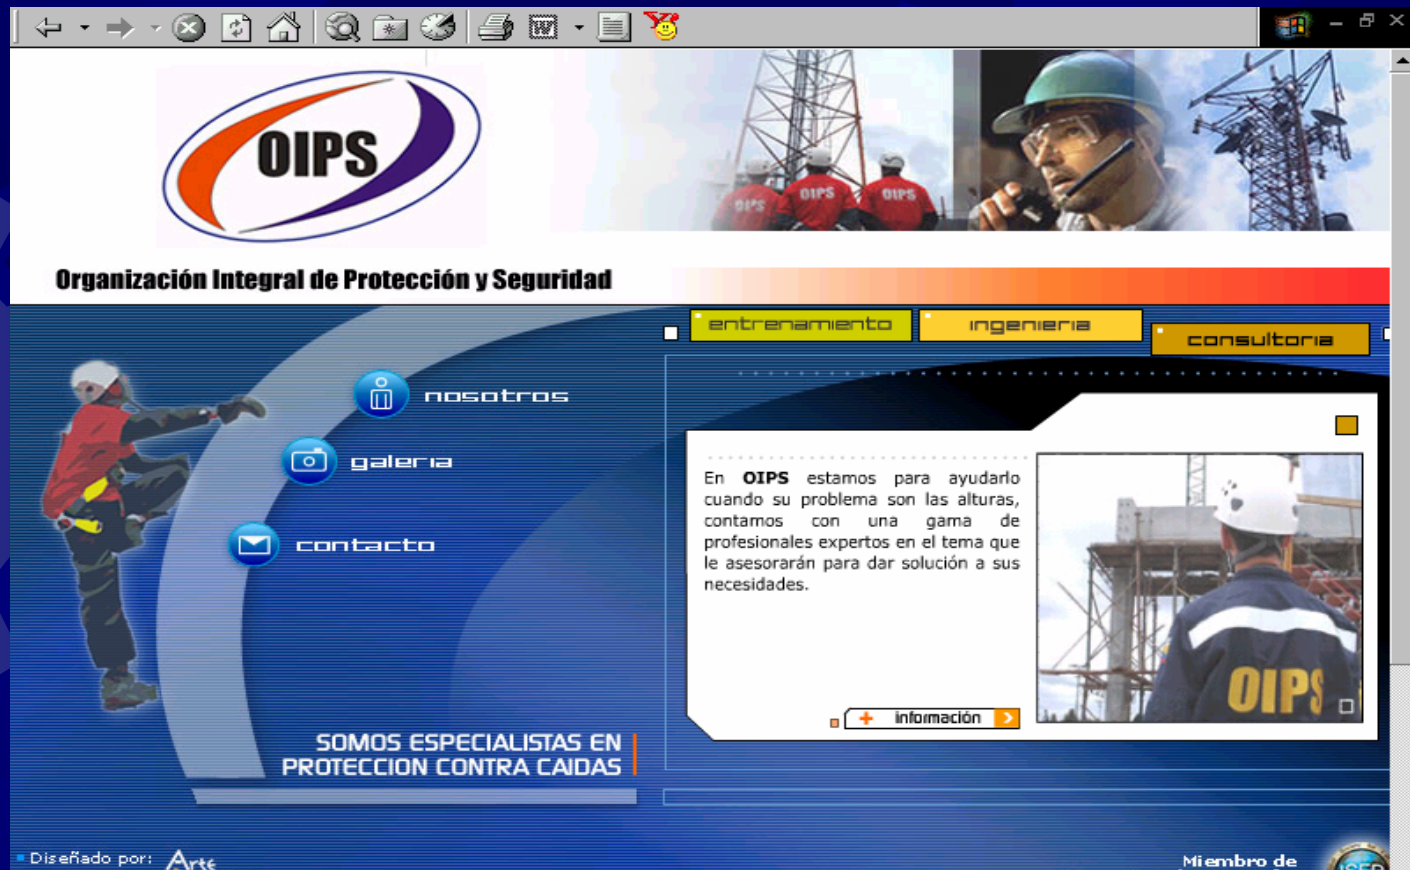 OIPS
OIPS
OIPS
OIPS
Organización Integral de Protección y Seguridad
entrenamiento
ingenieria
consultoria
nosotros
galeria
contacto
En OIPS estamos para ayudarlo
cuando su problema son las alturas,
contamos con una gama de
profesionales expertos en el tema que
le asesorarán para dar solución a sus
necesidades.
OIPS
+ información >
SOMOS ESPECIALISTAS EN
PROTECCION CONTRA CAIDAS
Diseñado por: Arte
Miembro de